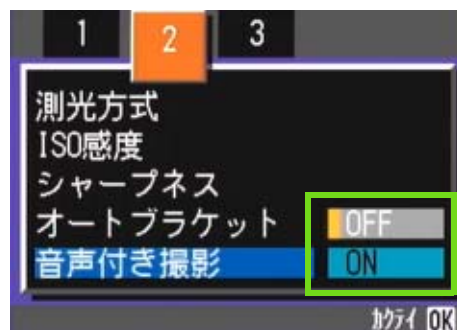 1 2 3
測光方式
ISO感度
シャープネス
オートブラケット OFF
音声付き撮影 ON
カクテイ OK